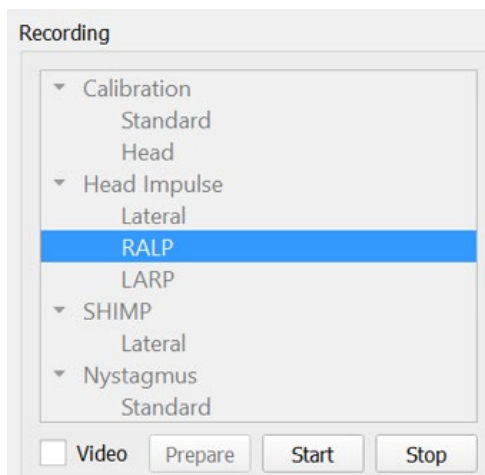 Recording
Calibration
Standard
Head
Head Impulse
Lateral
RALP
LARP
SHIMP
Lateral
Nystagmus
Standard
Video Prepare Start Stop